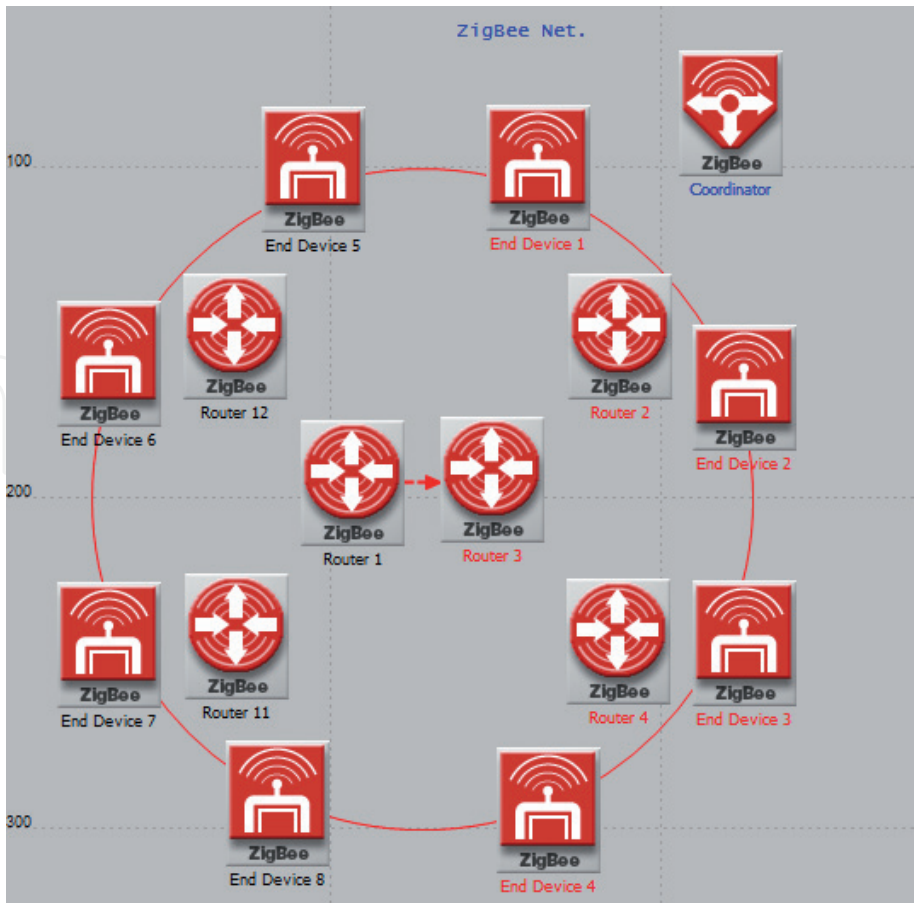 ZigBee Net.
ZigBee
Coordinator
100
ZigBee
End Device 5
ZigBee
End Device 1
ZigBee
End Device 6
ZigBee
Router 12
ZigBee
Router 2
ZigBee
End Device 2
200
ZigBee
Router 1
ZigBee
Router 3
ZigBee
End Device 7
ZigBee
Router 11
ZigBee
Router 4
ZigBee
End Device 3
300
ZigBee
End Device 8
ZigBee
End Device 4